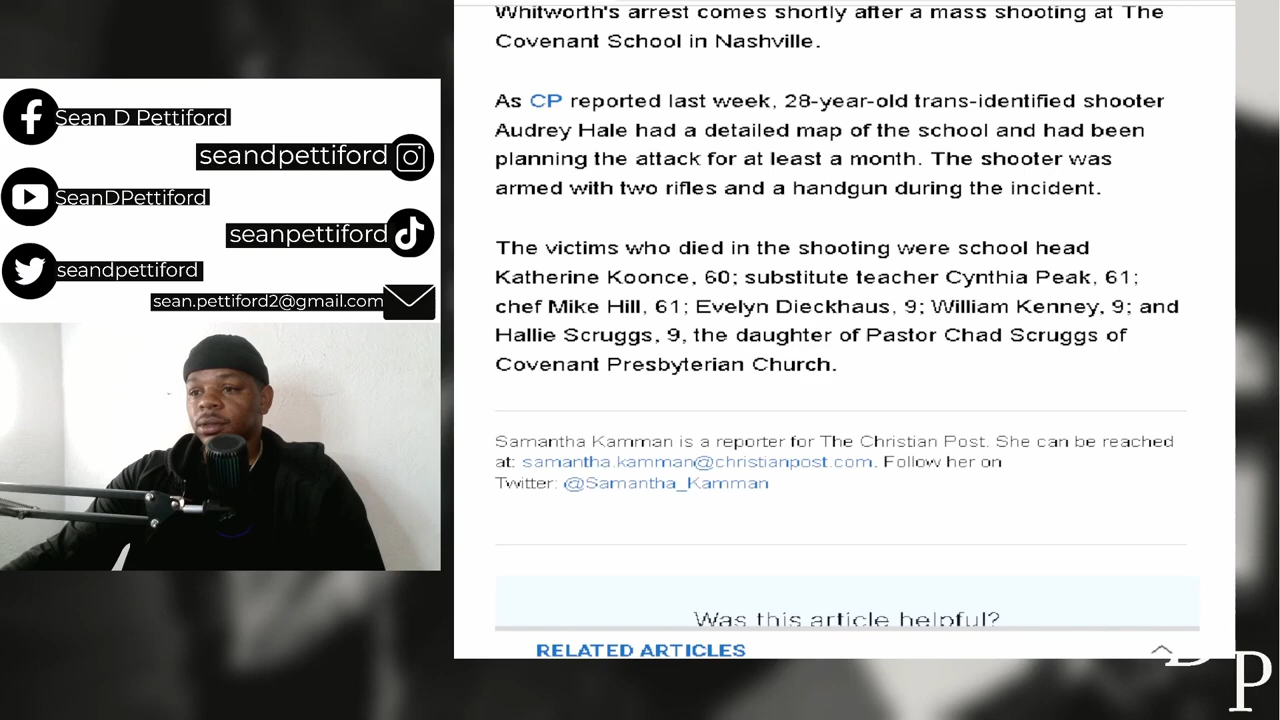 Sean D Pettiford
seandpettiford
SeanDPettiford
seanpettiford
seandpettiford
sean.pettiford2@gmail.com
Whitworth's arrest comes shortly after a mass shooting at The
Covenant School in Nashville.
As CP reported last week, 28-year-old trans-identified shooter
Audrey Hale had a detailed map of the school and had been
planning the attack for at least a month. The shooter was
armed with two rifles and a handgun during the incident.
The victims who died in the shooting were school head
Katherine Koonce, 60; substitute teacher Cynthia Peak, 61;
chef Mike Hill, 61; Evelyn Dieckhaus, 9; William Kenney, 9; and
Hallie Scruggs, 9, the daughter of Pastor Chad Scruggs of
Covenant Presbyterian Church.
Samantha Kamman is a reporter for The Christian Post. She can be reached
at: samantha.kamman@christianpost.com. Follow her on
Twitter: @Samantha_Kamman
Was this article helpful?
RELATED ARTICLES
P